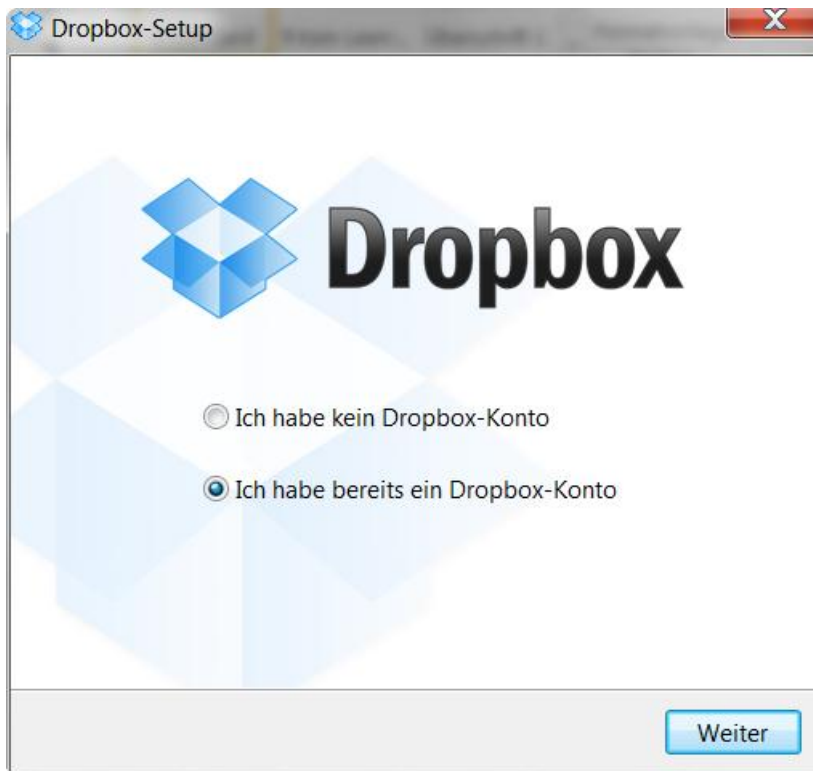 Dropbox-Setup
Dropbox
Ich habe kein Dropbox-Konto
Ich habe bereits ein Dropbox-Konto
Weiter